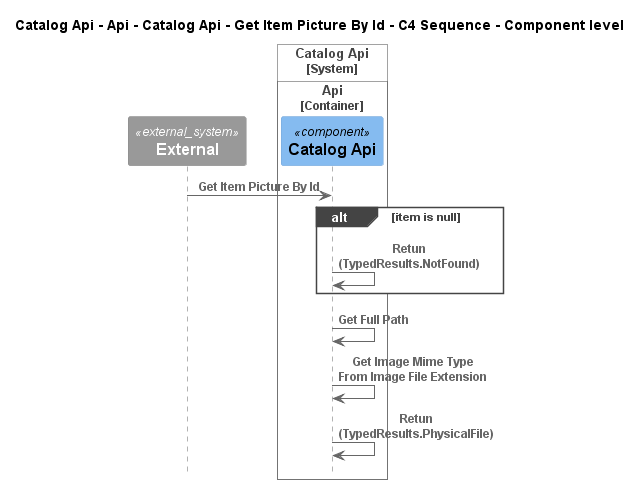 Catalog Api - Api - Catalog Api - Get Item Picture By Id - C4 Sequence - Component level
Catalog Api
[System]
Api
[Container]
«external_system»
External
«component»
Catalog Api
Get Item Picture By Id
alt
[item is null]
Retun
(TypedResults.NotFound)
Get Full Path
Get Image Mime Type
From Image File Extension
Retun
(TypedResults.PhysicalFile)